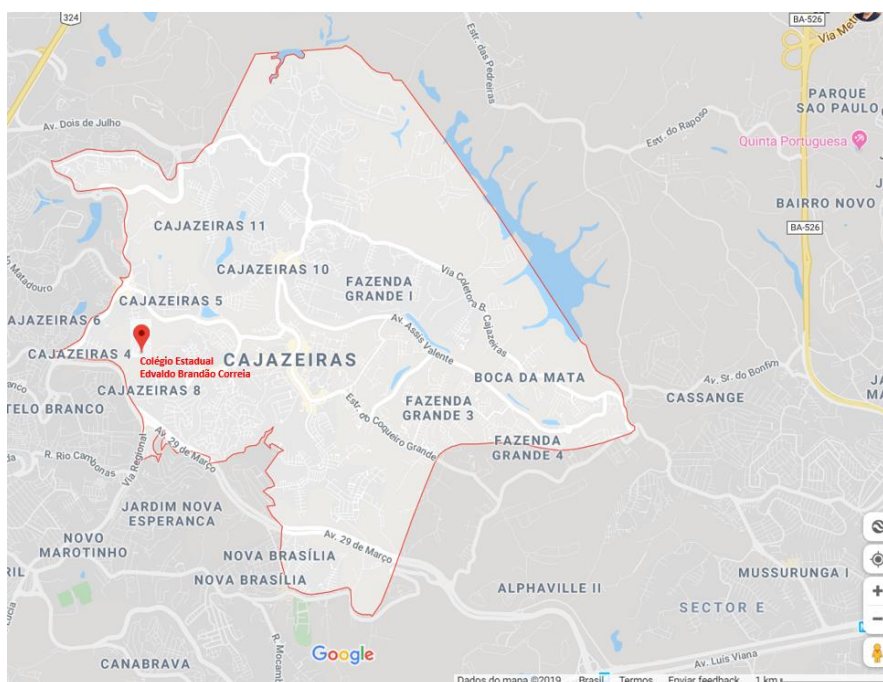 324
BA-526
Via Met
Estr. das Pedreiras
PARQUE
SAO PAULO
Av. Dois de Julho
Estr. do Raposo
Quinta Portuguesa
BAIRRO NOVO
BA-526
CAJAZEIRAS 11
CAJAZEIRAS 10
FAZENDA
GRANDE I
Via Coletora B.
Cajazeiras
Matadouro
CAJAZEIRAS 5
AJAZEIRAS 6
Av. Assis Valente
CAJAZEIRAS 4
Colégio Estadual
Edvaldo Brandão Correia
CAJAZEIRAS
BOCA DA MATA
CAJAZEIRAS 8
Av. Sr. do Bonfim
CASSANGE
TELO BRANCO
FAZENDA
GRANDE 3
Estr. do Coqueiro Grande
FAZENDA
GRANDE 4
Av. 29 de Março
R. Rio Cambonas
Via Regional
JARDIM NOVA
ESPERANCA
NOVO
MAROTINHO
Av. 29 de Março
NOVA BRASÍLIA
NOVA BRASÍLIA
RIL
ALPHAVILLE II
MUSSURUNGA I
SECTOR E
Google
R. Mocamb
CANABRAVA
Av. Luis Viana
Dados do mapa ©2019 Brasil Termos Enviar feedback 1 km